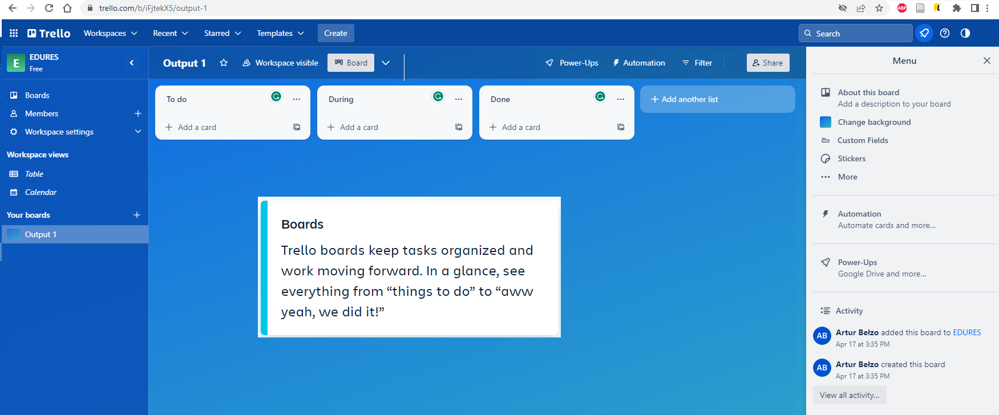 trello.com/b/iFjtekX5/output-1
ABP
Trello
Workspaces
Recent
Starred
Templates
Create
Search
E
EDURES
Free
Output 1
Workspace visible
Board
Power-Ups
Automation
Filter
Share
Boards
Members
Workspace settings
Workspace views
Table
Calendar
Your boards
Output 1
To do
Add a card
During
Add a card
Done
Add a card
Add another list
Boards
Trello boards keep tasks organized and
work moving forward. In a glance, see
everything from “things to do” to “aww
yeah, we did it!”
Menu
About this board
Add a description to your board
Change background
Custom Fields
Stickers
More
Automation
Automate cards and more...
Power-Ups
Google Drive and more...
Activity
AB
Artur Bełzo added this board to EDURES
Apr 17 at 3:35 PM
AB
Artur Bełzo created this board
Apr 17 at 3:35 PM
View all activity...